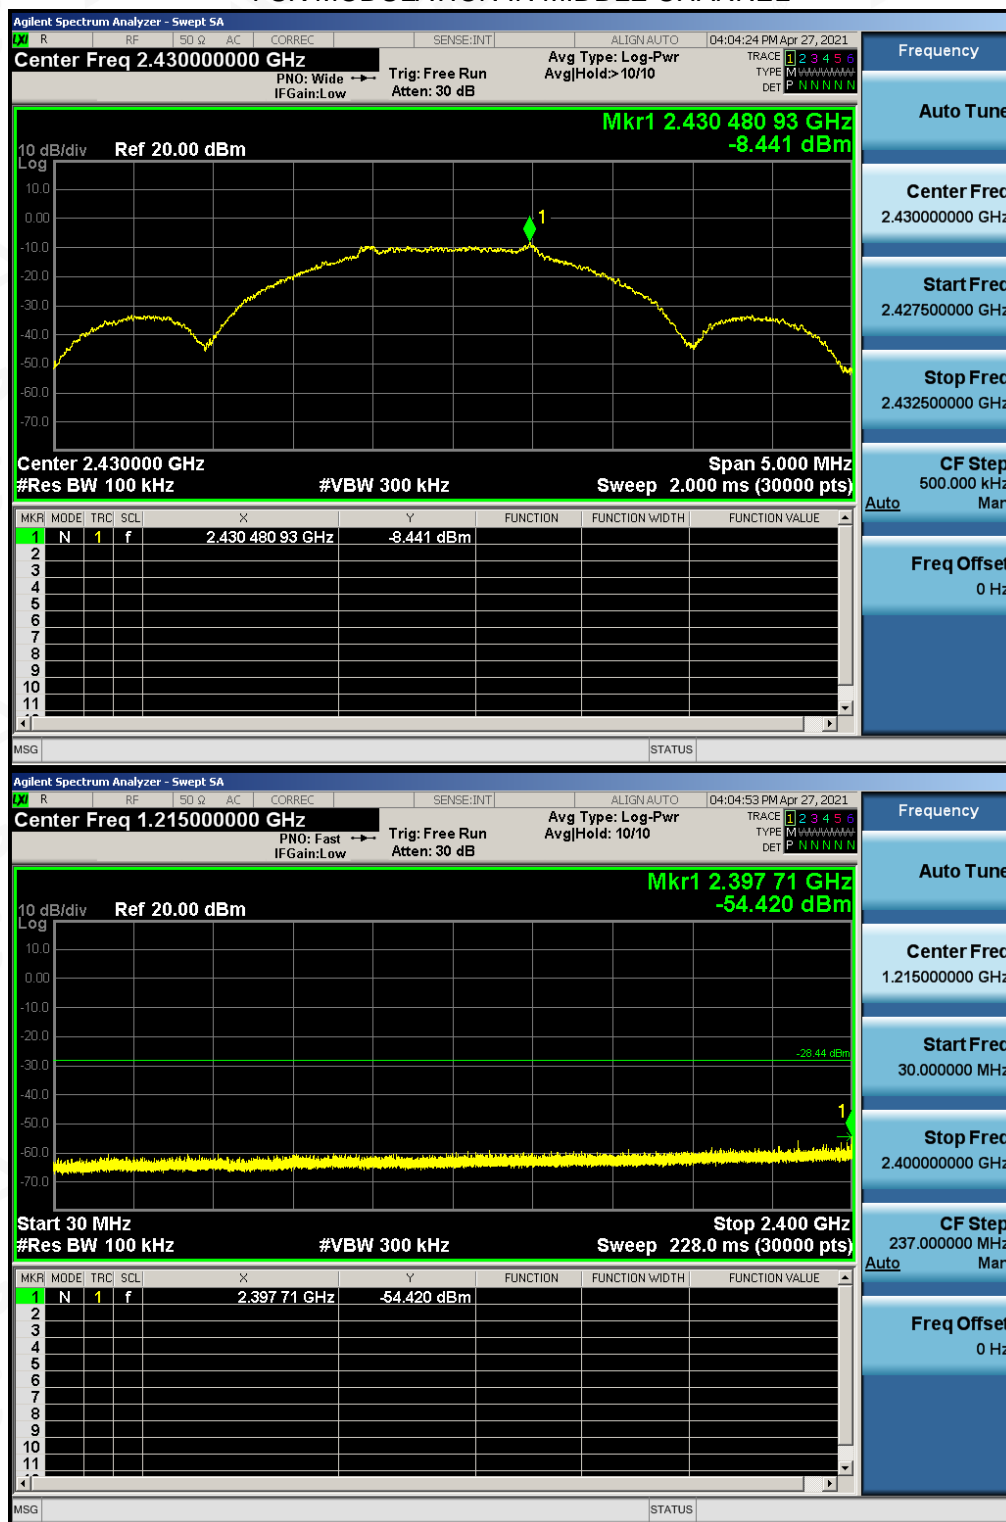 FOR MODULATION IN MIDDLE CHANNEL
Agilent Spectrum Analyzer - Swept SA
LXI R RF 50 Ω AC CORREC SENSE:INT ALIGN AUTO 04:04:24 PM Apr 27, 2021
Center Freq 2.430000000 GHz
PNO: Wide
IFGain:Low
Trig: Free Run
Atten: 30 dB
Avg Type: Log-Pwr
Avg|Hold:> 10/10
TRACE 1 2 3 4 5 6
TYPE M
DET P N N N N N
Mkr1 2.430 480 93 GHz
-8.441 dBm
10 dB/div Ref 20.00 dBm
Log
10.0
0.00
-10.0
-20.0
-30.0
-40.0
-50.0
-60.0
-70.0
1
Center 2.430000 GHz Span 5.000 MHz
#Res BW 100 kHz #VBW 300 kHz Sweep 2.000 ms (30000 pts)
MKR MODE TRC SCL X Y FUNCTION FUNCTION WIDTH FUNCTION VALUE
1 N 1 f 2.430 480 93 GHz -8.441 dBm
2
3
4
5
6
7
8
9
10
11
MSG STATUS
Frequency
Auto Tune
Center Freq
2.430000000 GHz
Start Freq
2.427500000 GHz
Stop Freq
2.432500000 GHz
CF Step
500.000 kHz
Auto Man
Freq Offset
0 Hz
Agilent Spectrum Analyzer - Swept SA
LXI R RF 50 Ω AC CORREC SENSE:INT ALIGN AUTO 04:04:53 PM Apr 27, 2021
Center Freq 1.215000000 GHz
PNO: Fast
IFGain:Low
Trig: Free Run
Atten: 30 dB
Avg Type: Log-Pwr
Avg|Hold: 10/10
TRACE 1 2 3 4 5 6
TYPE M
DET P N N N N N
Mkr1 2.397 71 GHz
-54.420 dBm
10 dB/div Ref 20.00 dBm
Log
10.0
0.00
-10.0
-20.0
-30.0
-40.0
-50.0
-60.0
-70.0
-28.44 dBm
1
Start 30 MHz Stop 2.400 GHz
#Res BW 100 kHz #VBW 300 kHz Sweep 228.0 ms (30000 pts)
MKR MODE TRC SCL X Y FUNCTION FUNCTION WIDTH FUNCTION VALUE
1 N 1 f 2.397 71 GHz -54.420 dBm
2
3
4
5
6
7
8
9
10
11
MSG STATUS
Frequency
Auto Tune
Center Freq
1.215000000 GHz
Start Freq
30.000000 MHz
Stop Freq
2.400000000 GHz
CF Step
237.000000 MHz
Auto Man
Freq Offset
0 Hz